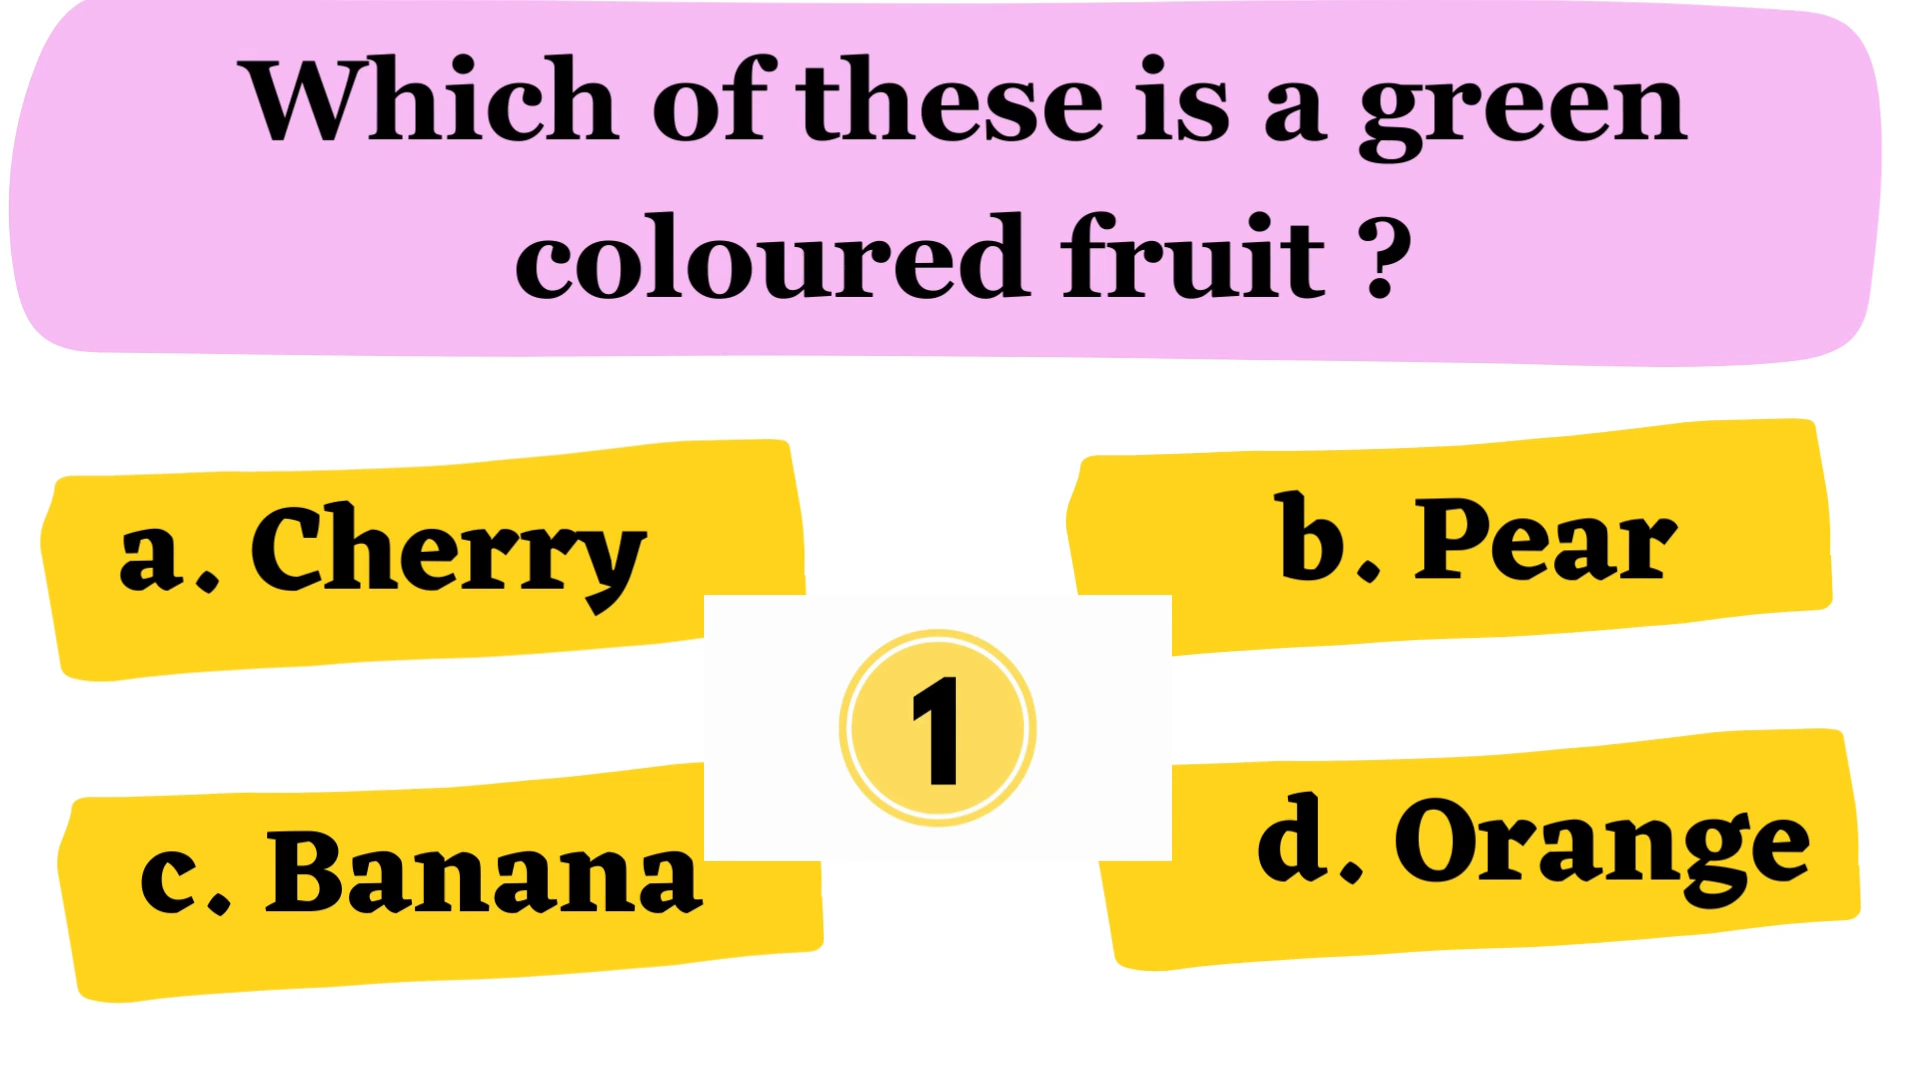 Which of these is a green
coloured fruit ?
a. Cherry
b. Pear
1
c. Banana
d. Orange